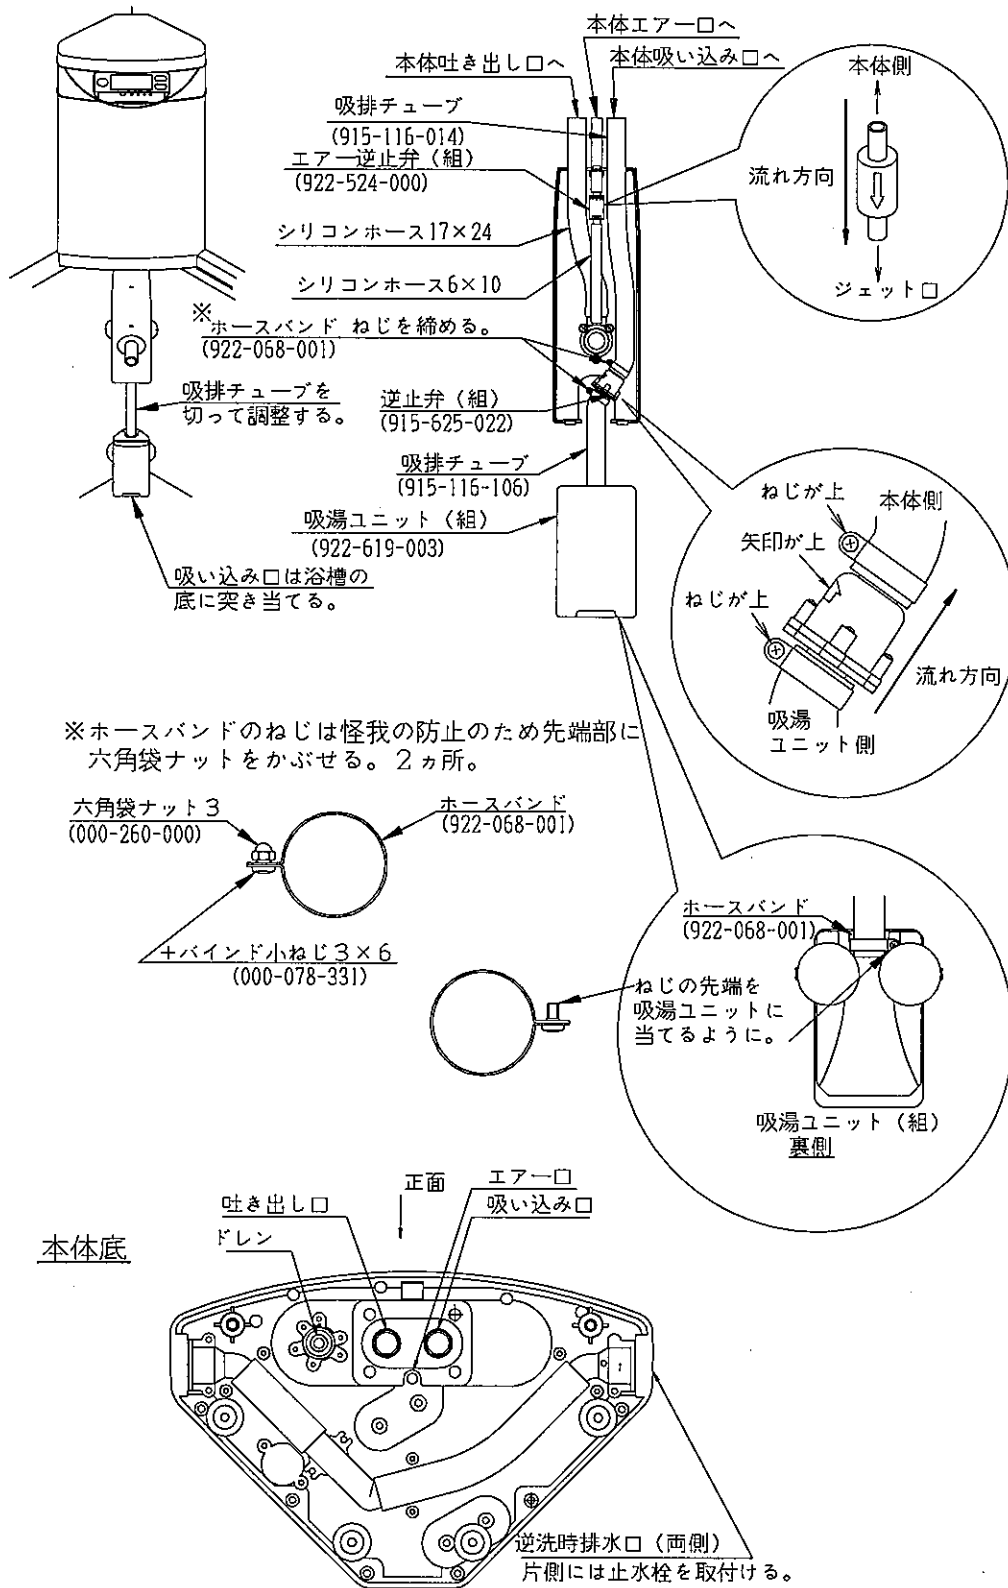 本体エアー口へ
本体吐き出し口へ
本体吸い込み口へ
吸排チューブ
(915-116-014)
エアー逆止弁（組）
(922-524-000)
シリコンホース17×24
シリコンホース6×10
※ホースバンド ねじを締める。
(922-068-001)
逆止弁（組）
(915-625-022)
吸排チューブ
(915-116-106)
吸湯ユニット（組）
(922-619-003)
吸排チューブを
切って調整する。
吸い込み口は浴槽の
底に突き当てる。
本体側
流れ方向
ジェット口
ねじが上
本体側
矢印が上
ねじが上
流れ方向
吸湯
ユニット側
※ホースバンドのねじは怪我の防止のため先端部に
六角袋ナットをかぶせる。２ヵ所。
六角袋ナット３
(000-260-000)
ホースバンド
(922-068-001)
＋バインド小ねじ３×６
(000-078-331)
ホースバンド
(922-068-001)
ねじの先端を
吸湯ユニットに
当てるように。
吸湯ユニット（組）
裏側
本体底
正面
エアー口
吐き出し口
吸い込み口
ドレン
逆洗時排水口（両側）
片側には止水栓を取付ける。